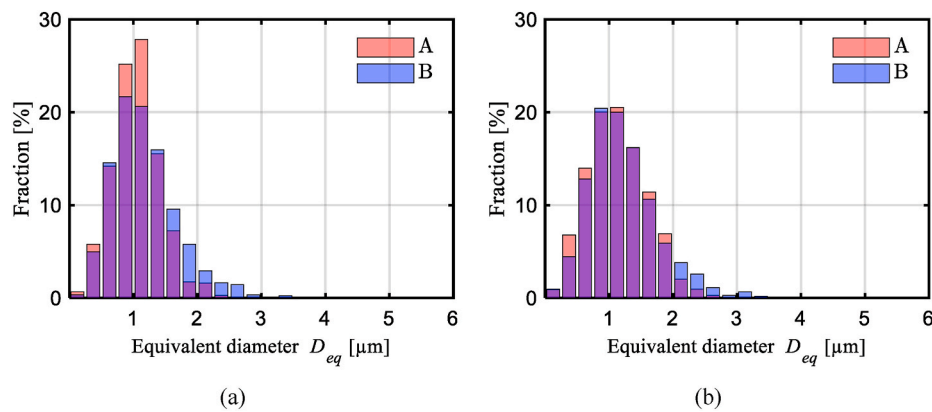 30
20
10
0
Fraction [%]
A
B
1 2 3 4 5 6
Equivalent diameter D_eq [µm]
(a)
30
20
10
0
Fraction [%]
A
B
1 2 3 4 5 6
Equivalent diameter D_eq [µm]
(b)